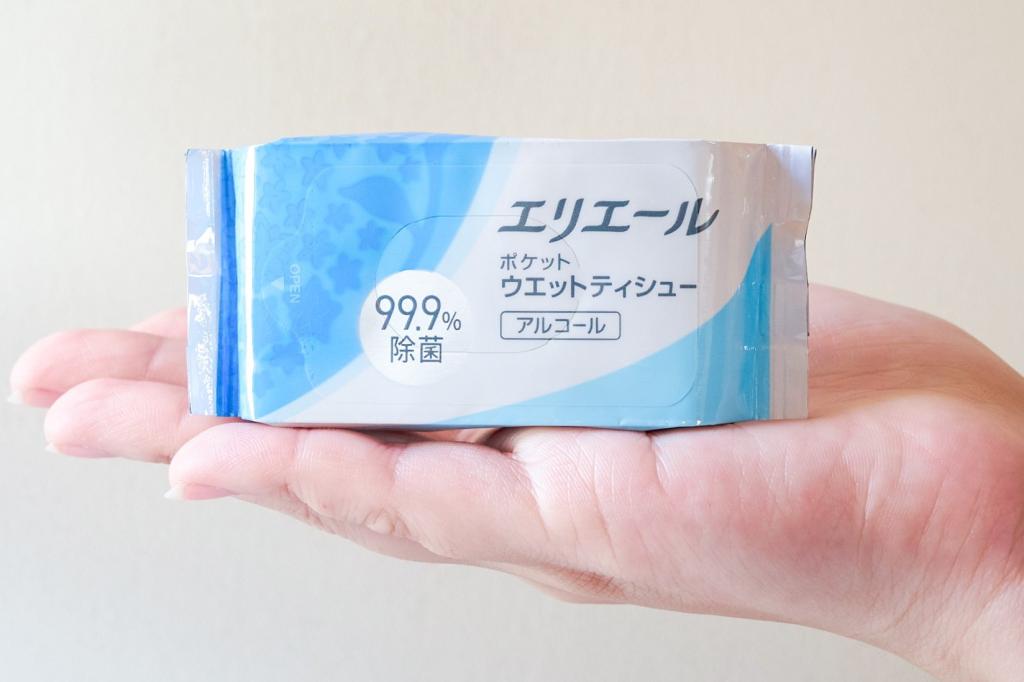 エリエール
ポケット
ウエットティシュー
アルコール
99.9%
除菌
OPEN